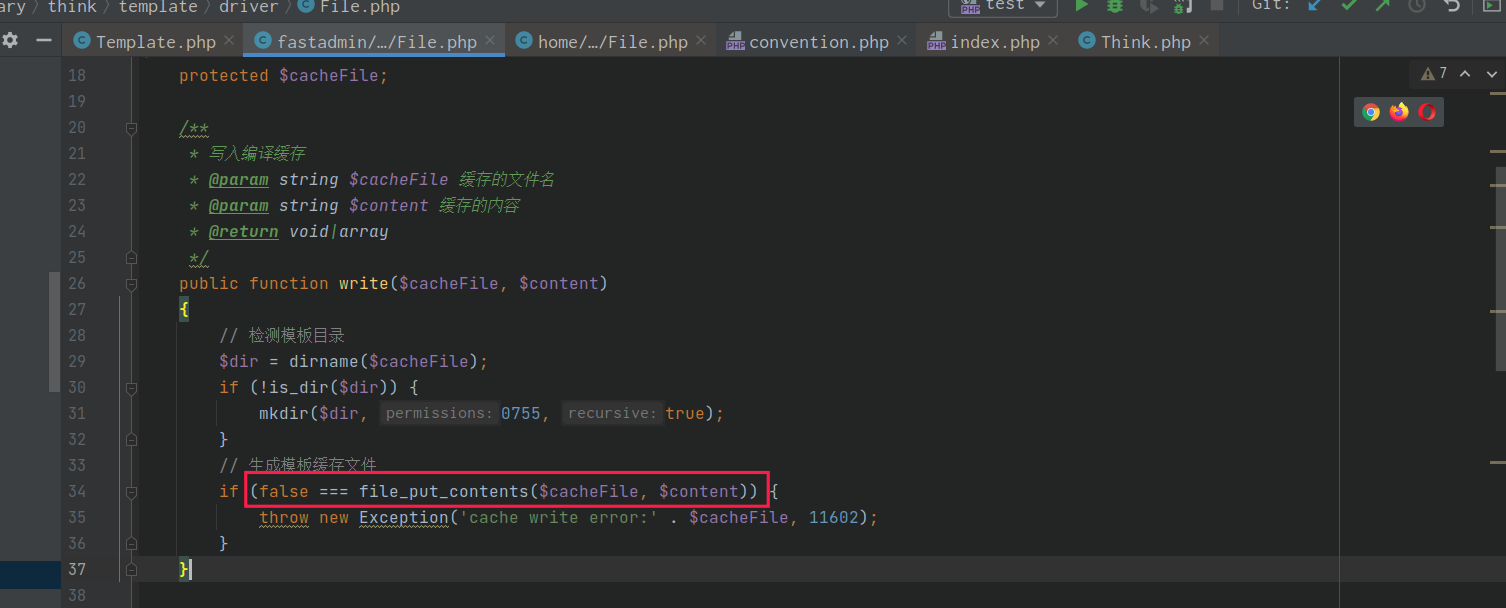 ary > think > template > driver > File.php
test Git:
Template.php × fastadmin/.../File.php × home/.../File.php × convention.php × index.php × Think.php ×
7
18 protected $cacheFile;
19
20 /**
21 * 写入编译缓存
22 * @param string $cacheFile 缓存的文件名
23 * @param string $content 缓存的内容
24 * @return void|array
25 */
26 public function write($cacheFile, $content)
27 {
28 // 检测模板目录
29 $dir = dirname($cacheFile);
30 if (!is_dir($dir)) {
31 mkdir($dir, permissions: 0755, recursive: true);
32 }
33 // 生成模板缓存文件
34 if (false === file_put_contents($cacheFile, $content)) {
35 throw new Exception('cache write error:' . $cacheFile, 11602);
36 }
37 }
38